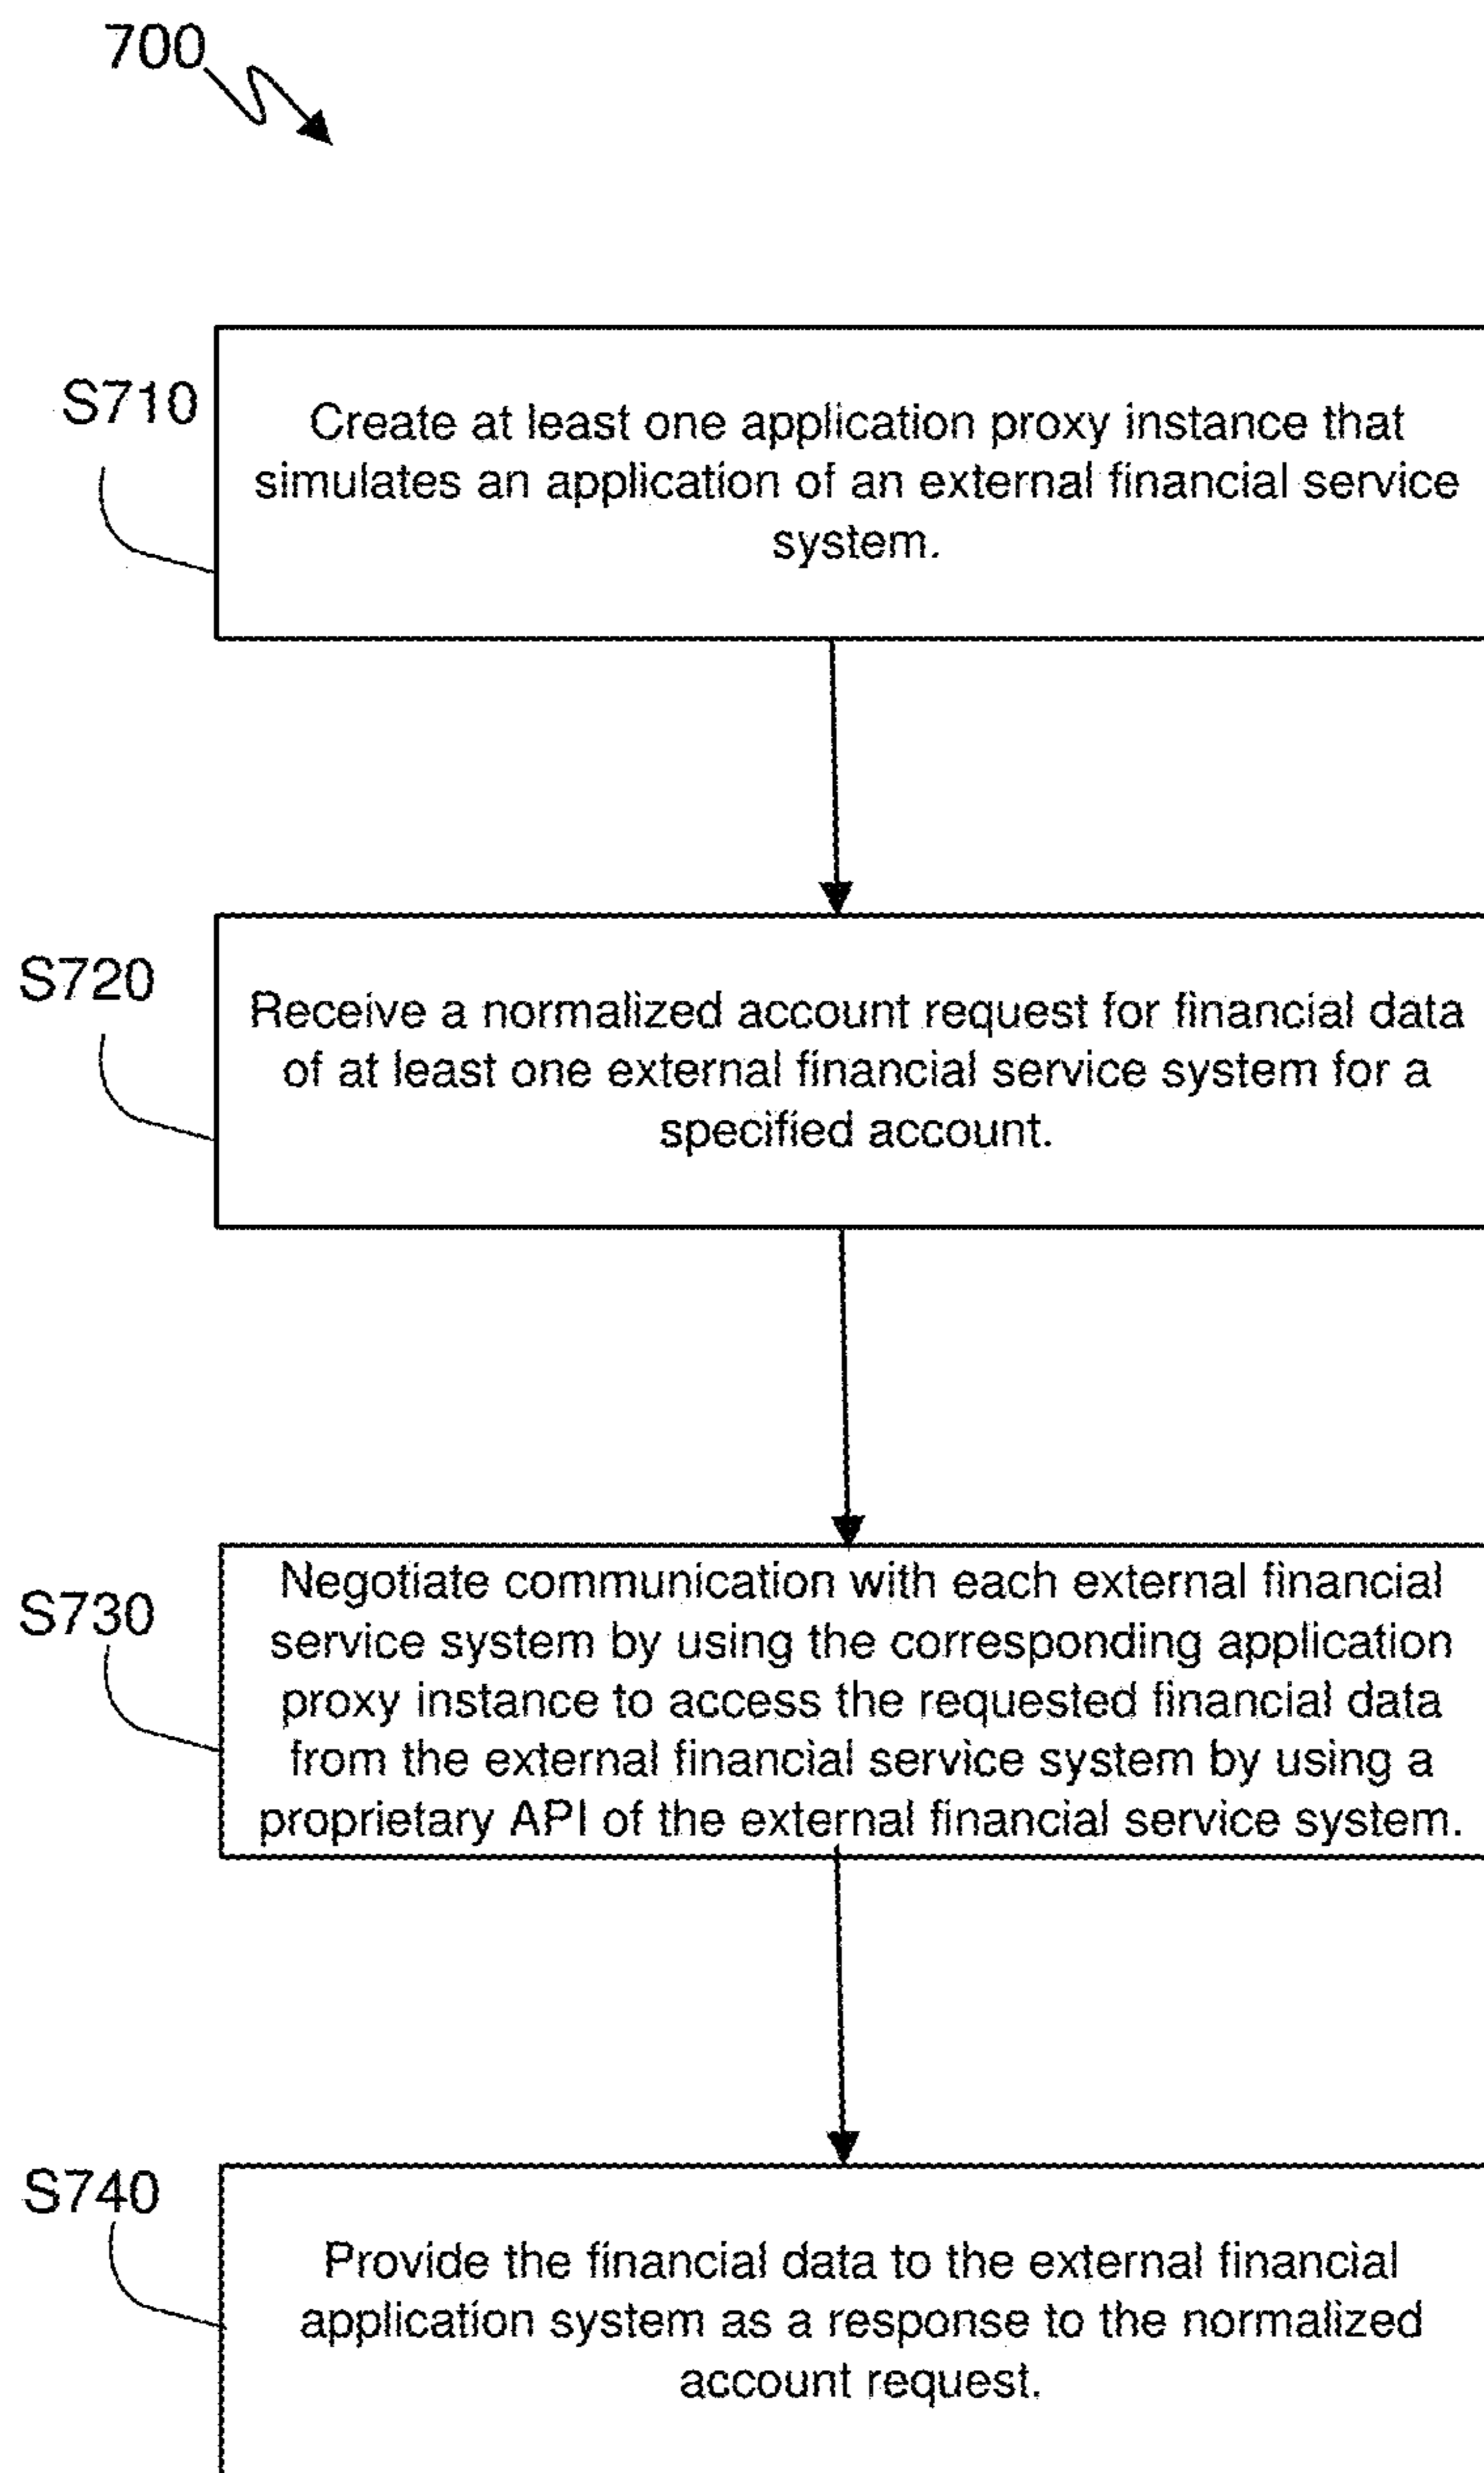 700
S710
Create at least one application proxy instance that
simulates an application of an external financial service
system.
S720
Receive a normalized account request for financial data
of at least one external financial service system for a
specified account.
S730
Negotiate communication with each external financial
service system by using the corresponding application
proxy instance to access the requested financial data
from the external financial service system by using a
proprietary API of the external financial service system.
S740
Provide the financial data to the external financial
application system as a response to the normalized
account request.